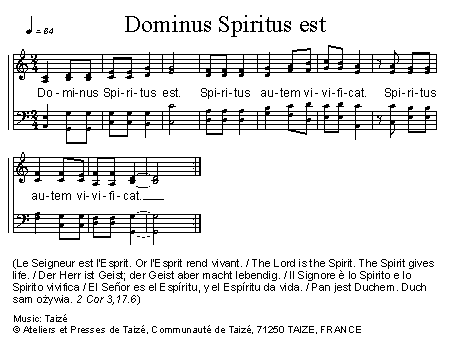 Dominus Spiritus est
♩ = 84
Do-mi-nus Spi-ri-tus est. Spi-ri-tus au-tem vi-vi-fi-cat. Spi-ri-tus
au-tem vi-vi-fi-cat.
(Le Seigneur est l'Esprit. Or l'Esprit rend vivant. / The Lord is the Spirit. The Spirit gives
life. / Der Herr ist Geist; der Geist aber macht lebendig. / Il Signore è lo Spirito e lo
Spirito vivifica / El Señor es el Espíritu, y el Espíritu da vida. / Pan jest Duchem. Duch
sam ożywia. 2 Cor 3,17.6)
Music: Taizé
© Ateliers et Presses de Taizé, Communauté de Taizé, 71250 TAIZE, FRANCE